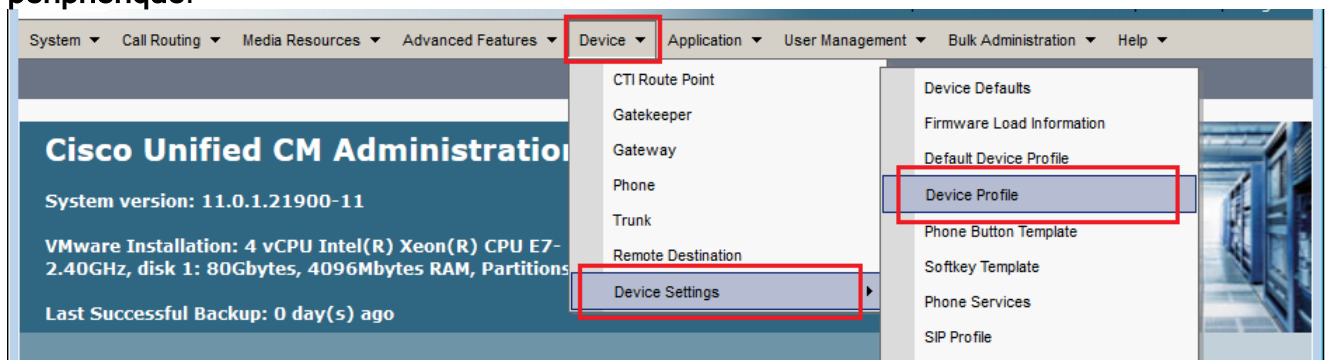 périphérique.
System Call Routing Media Resources Advanced Features Device Application User Management Bulk Administration Help
CTI Route Point
Gatekeeper
Gateway
Phone
Trunk
Remote Destination
Device Settings
Device Defaults
Firmware Load Information
Default Device Profile
Device Profile
Phone Button Template
Softkey Template
Phone Services
SIP Profile
Cisco Unified CM Administration
System version: 11.0.1.21900-11
VMware Installation: 4 vCPU Intel(R) Xeon(R) CPU E7-
2.40GHz, disk 1: 80Gbytes, 4096Mbytes RAM, Partitions
Last Successful Backup: 0 day(s) ago